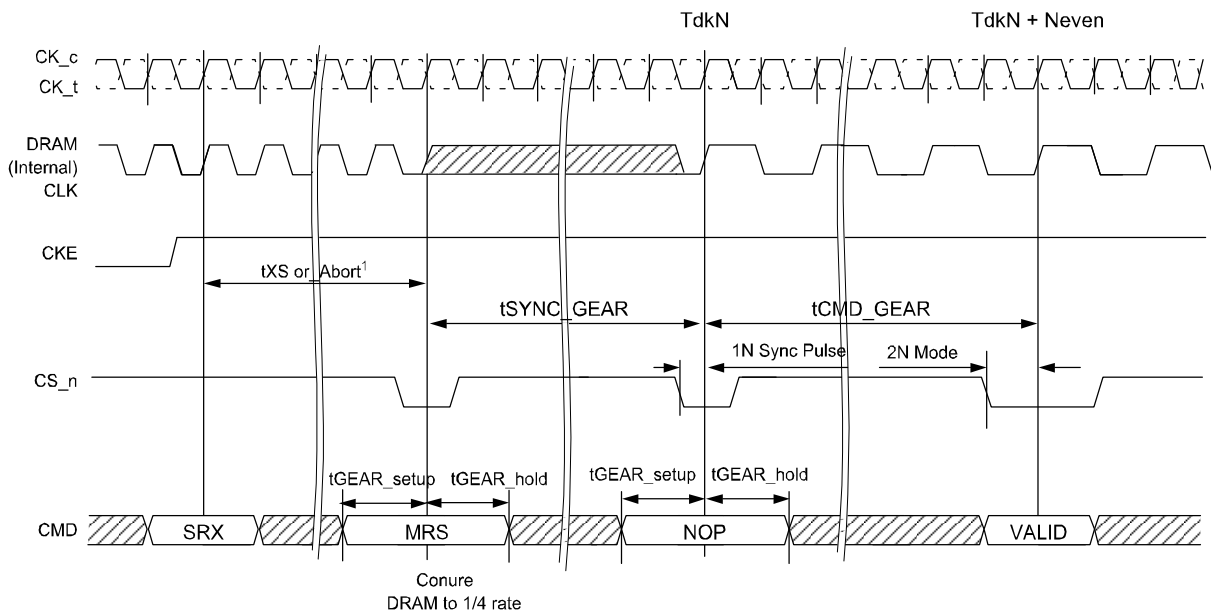 TdkN
TdkN + Neven
CK_c
CK_t
DRAM
(Internal)
CLK
CKE
tXS or_Abort1
tSYNC_GEAR
tCMD_GEAR
1N Sync Pulse
2N Mode
CS_n
tGEAR_setup
tGEAR_hold
tGEAR_setup
tGEAR_hold
CMD
SRX
MRS
NOP
VALID
Conure
DRAM to 1/4 rate